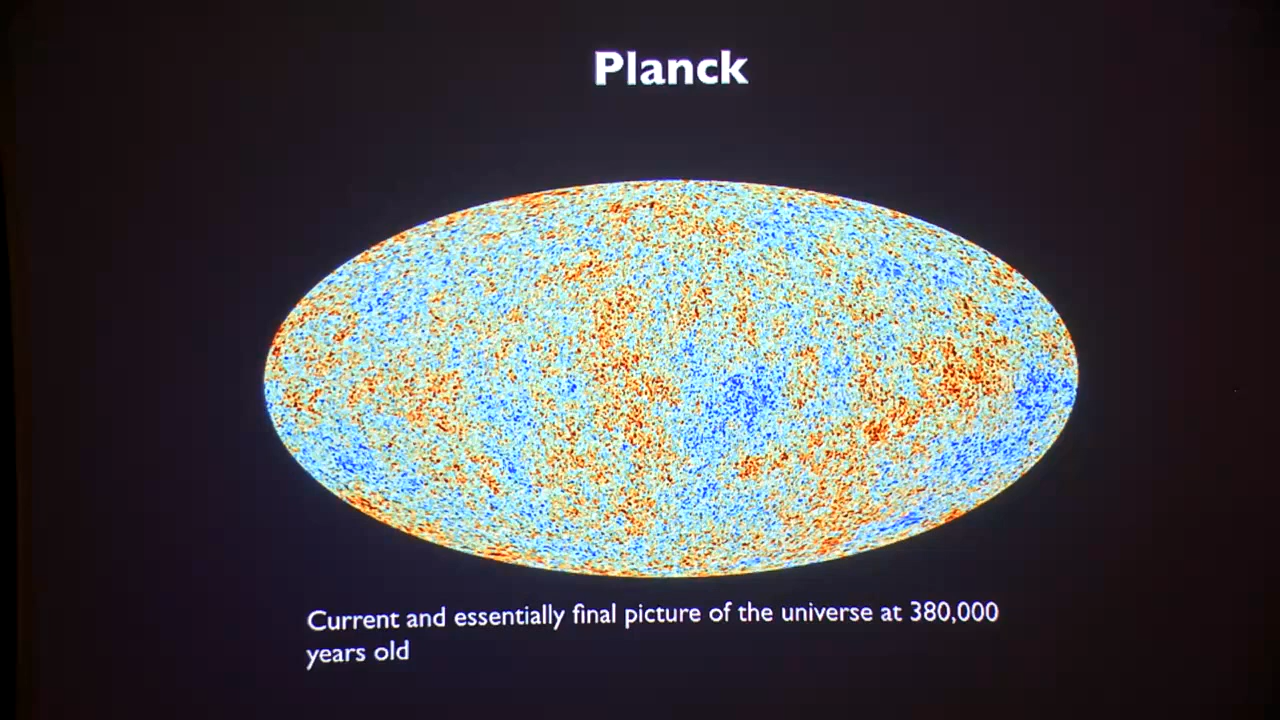 Planck
Current and essentially final picture of the universe at 380,000
years old